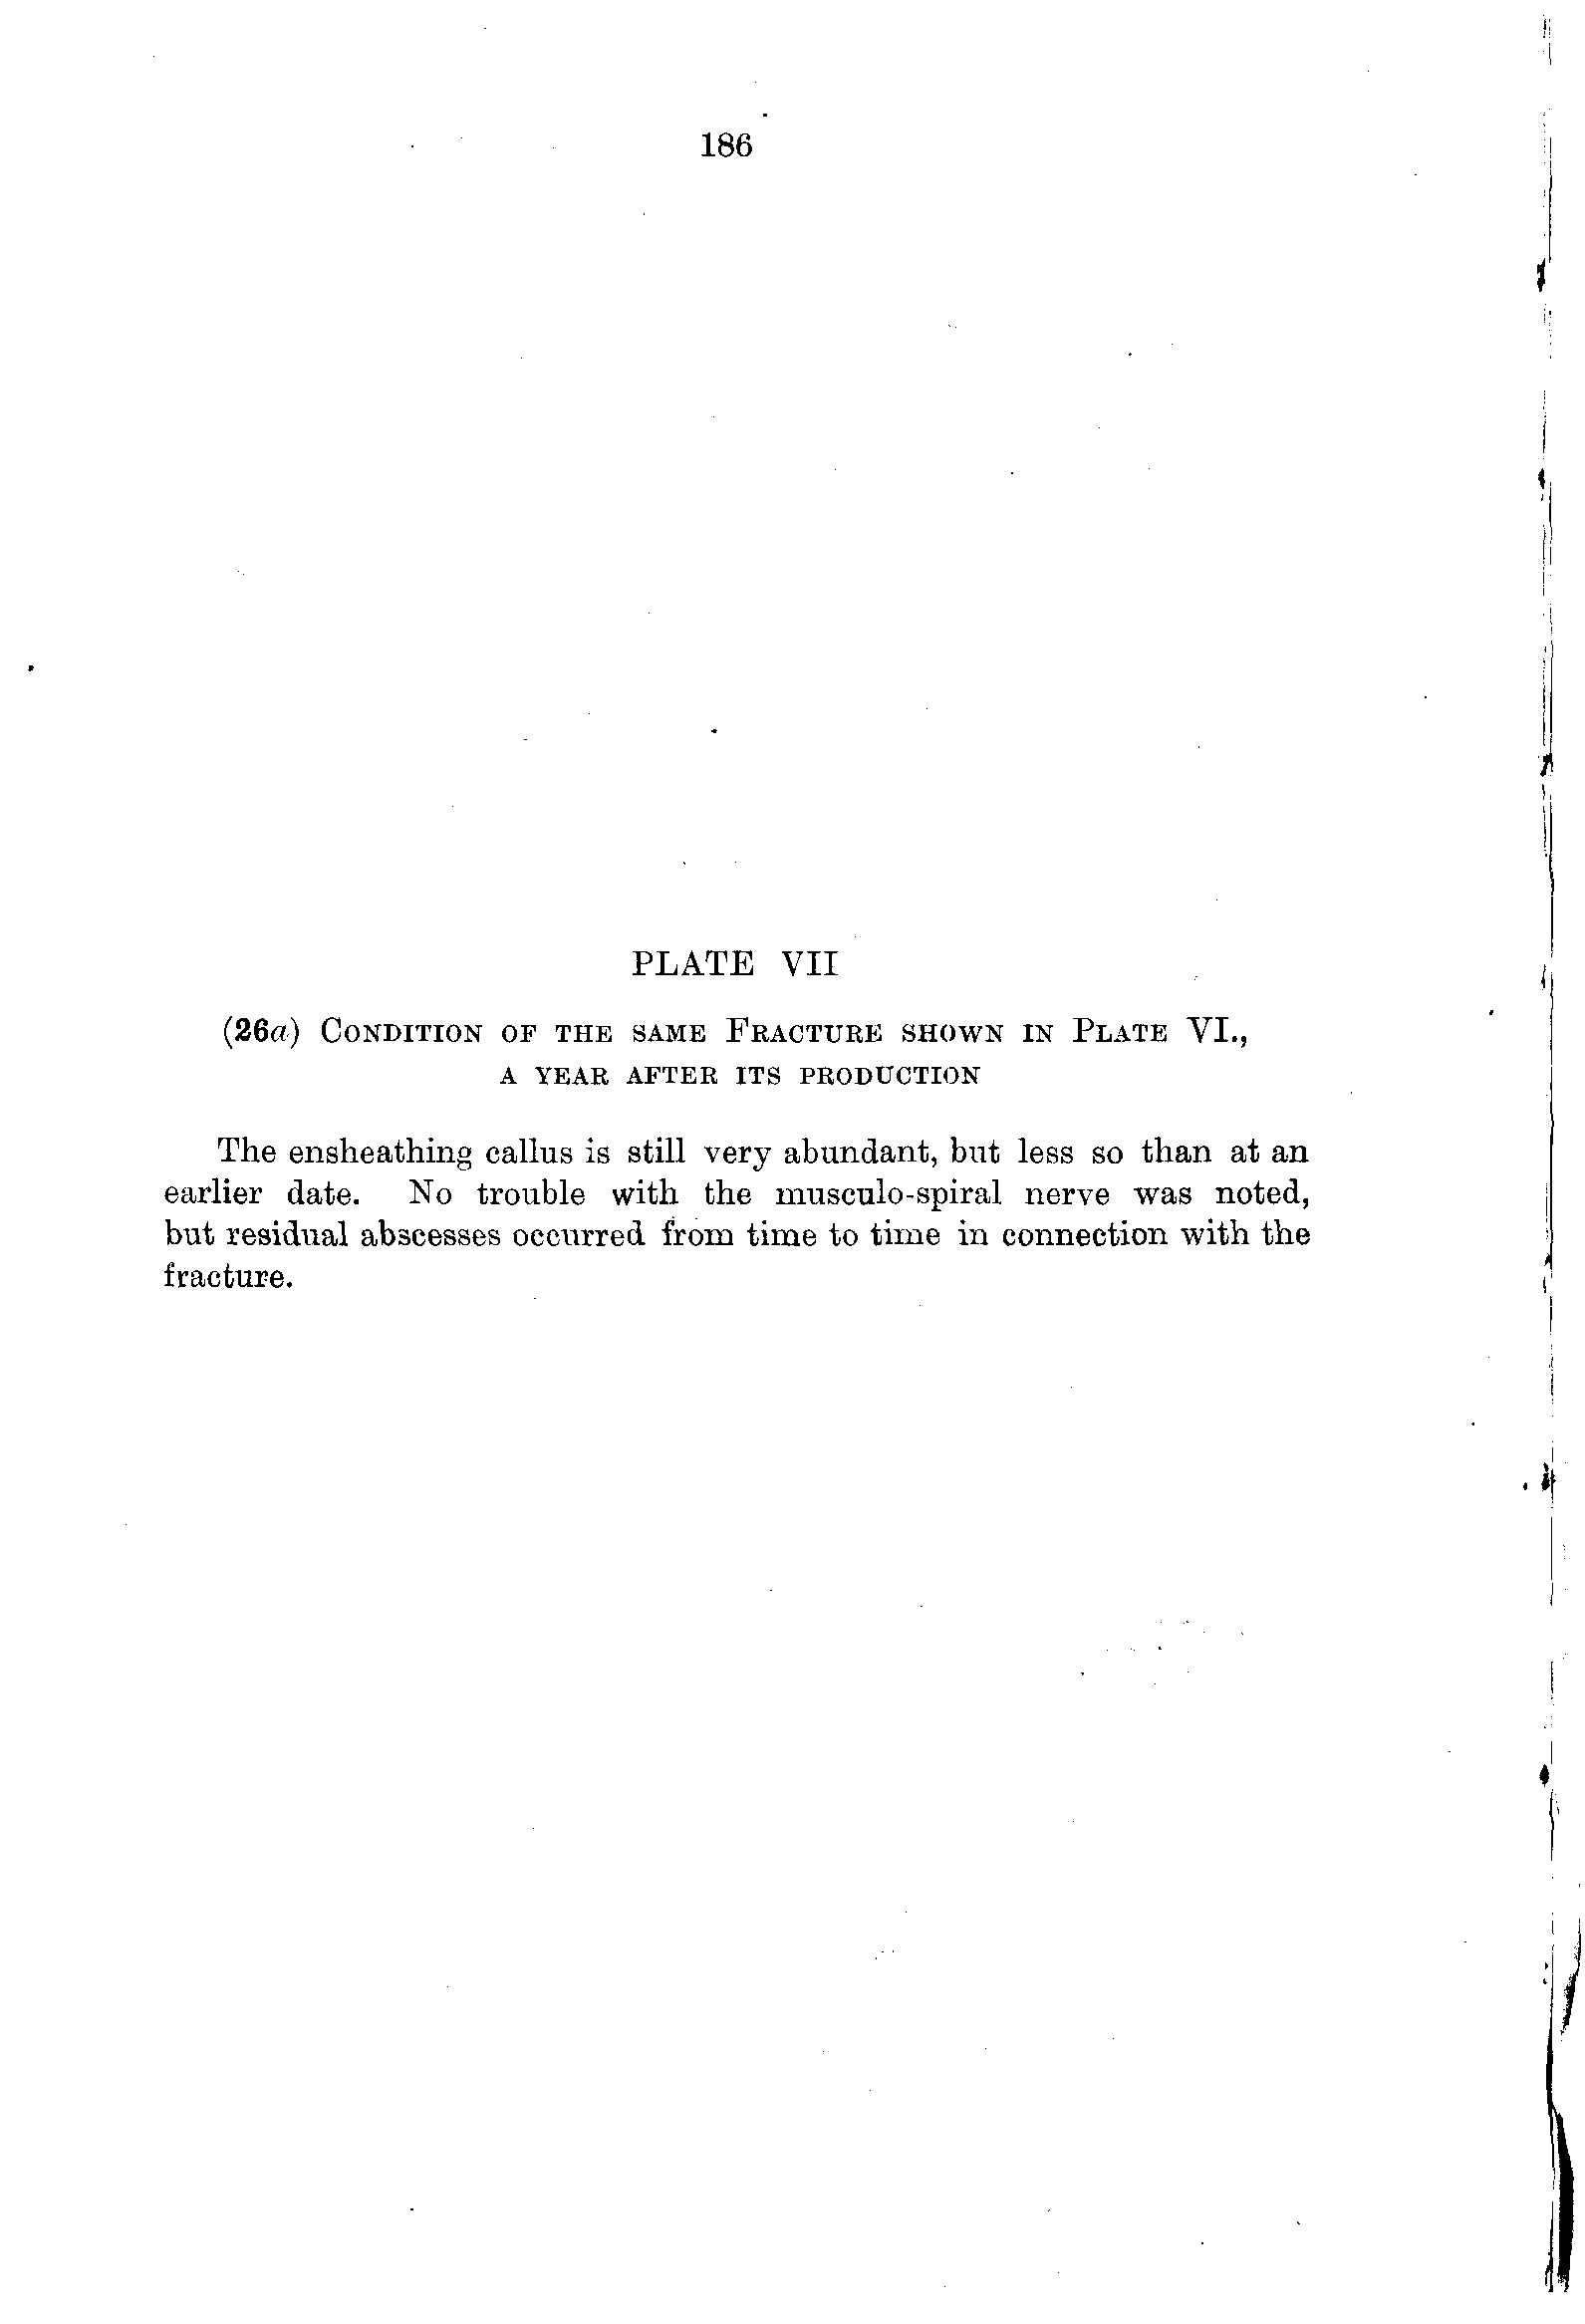 186
PLATE VII
(26a) CONDITION OF THE SAME FRACTURE SHOWN IN PLATE VI.,
A YEAR AFTER ITS PRODUCTION
The ensheathing callus is still very abundant, but less so than at an
earlier date. No trouble with the musculo-spiral nerve was noted,
but residual abscesses occurred from time to time in connection with the
fracture.